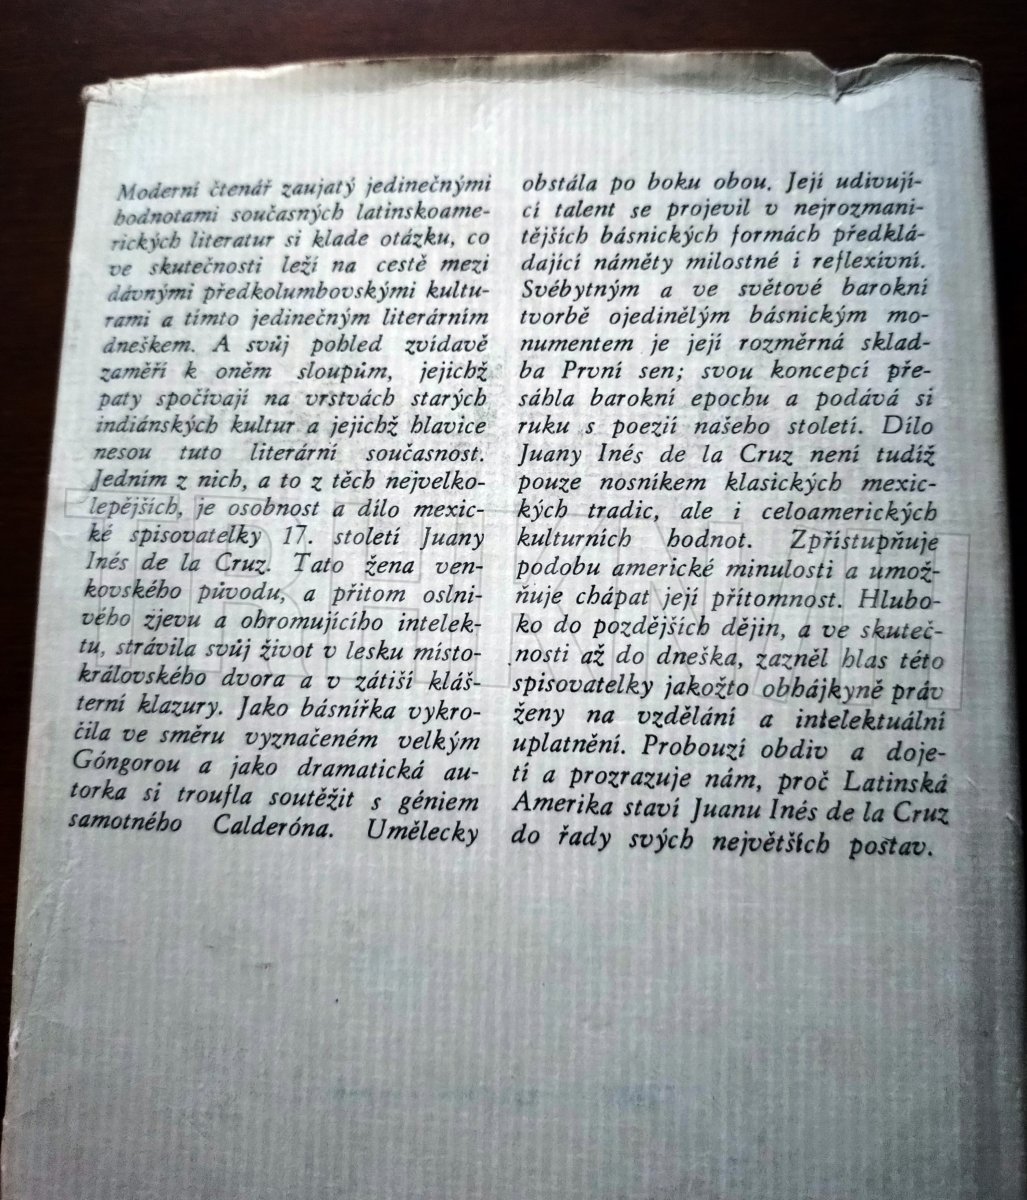 Moderní čtenář zaujatý jedinečnými
hodnotami současných latinskoame-
rických literatur si klade otázku, co
ve skutečnosti leží na cestě mezi
dávnými předkolumbovskými kultu-
rami a tímto jedinečným literárním
dneškem. A svůj pohled zvídavě
zaměří k oněm sloupům, jejichž
paty spočívají na vrstvách starých
indiánských kultur a jejichž hlavice
nesou tuto literární současnost.
Jedním z nich, a to z těch nejvelko-
lepějších, je osobnost a dílo mexic-
ké spisovatelky 17. století Juany
Inés de la Cruz. Tato žena ven-
kovského původu, a přitom oslni-
vého zjevu a ohromujícího intelek-
tu, strávila svůj život v lesku místo-
královského dvora a v zátiší kláš-
terní klazury. Jako básnířka vykro-
čila ve směru vyznačeném velkým
Góngorou a jako dramatická au-
torka si troufla soutěžit s géniem
samotného Calderóna. Umělecky
obstála po boku obou. Její udivují-
cí talent se projevil v nejrozmani-
tějších básnických formách předklá-
dající náměty milostné i reflexívní.
Svébytným a ve světové barokní
tvorbě ojedinělým básnickým mo-
numentem je její rozměrná sklad-
ba První sen; svou koncepcí pře-
sáhla barokní epochu a podává si
ruku s poezií našeho století. Dílo
Juany Inés de la Cruz není tudíž
pouze nosníkem klasických mexic-
kých tradic, ale i celoamerických
kulturních hodnot. Zpřístupňuje
podobu americké minulosti a umož-
ňuje chápat její přítomnost. Hlubo-
ko do pozdějších dějin, a ve skuteč-
nosti až do dneška, zazněl hlas této
spisovatelky jakožto obhájkyně práv
ženy na vzdělání a intelektuální
uplatnění. Probouzí obdiv a doje-
tí a prozrazuje nám, proč Latinská
Amerika staví Juanu Inés de la Cruz
do řady svých největších postav.